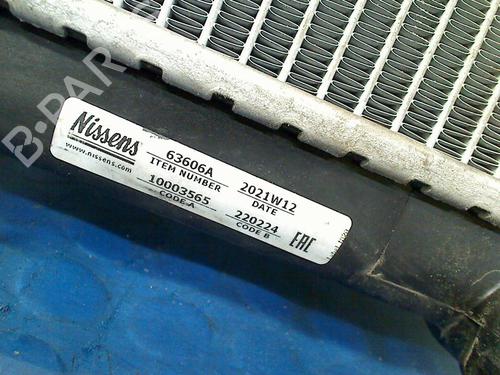 B-PAR
Nissens
www.nissens.com
63606A
ITEM NUMBER
2021W12
DATE
10003565
CODE A
220224
CODE B
EAC